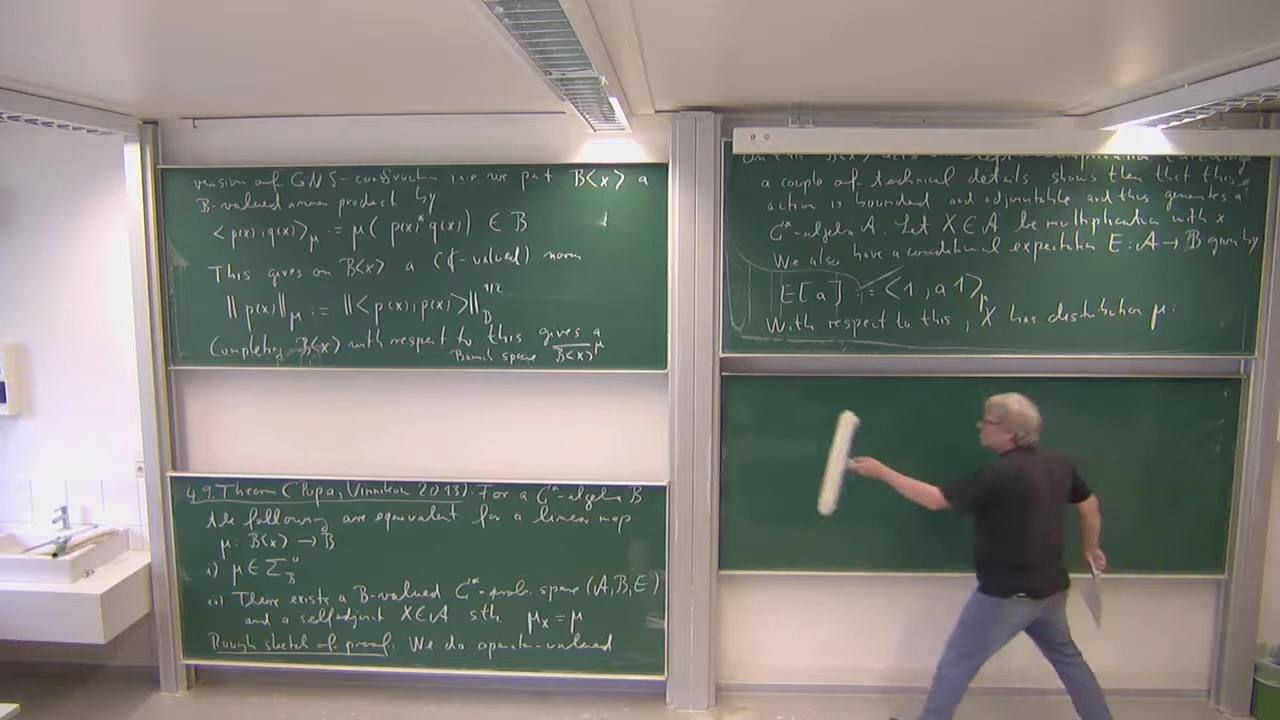 4.9. Theorem (Popa, Vinnikov 2013). For a C*-algebra B
the following are equivalent for a linear map
μ: B<x> → B
i) μ ∈ Σ_B^0
ii) There exists a B-valued C*-prob. space (A, B, E)
and a selfadjoint X ∈ A s.th. μ_X = μ
Rough sketch of proof. We do operator-valued
version of GNS-construction i.e. we put B<x> a
B-valued inner product by
<p(x), q(x)>_μ := μ( p(x)* q(x)) ∈ B
This gives on B<x> a (ℂ-valued) norm
||p(x)||_μ := ||<p(x), p(x)>||_B^{1/2}
Completing B<x> with respect to this gives a
Banach space \overline{B<x>}^μ
B<x> acts
a couple of technical details shows then that this
action is bounded and adjointable and thus generates a
C*-algebra A. Let X ∈ A be multiplication with x
We also have a conditional expectation E: A → B given by
E[a] := <1, a1>_μ
With respect to this, X has distribution μ.